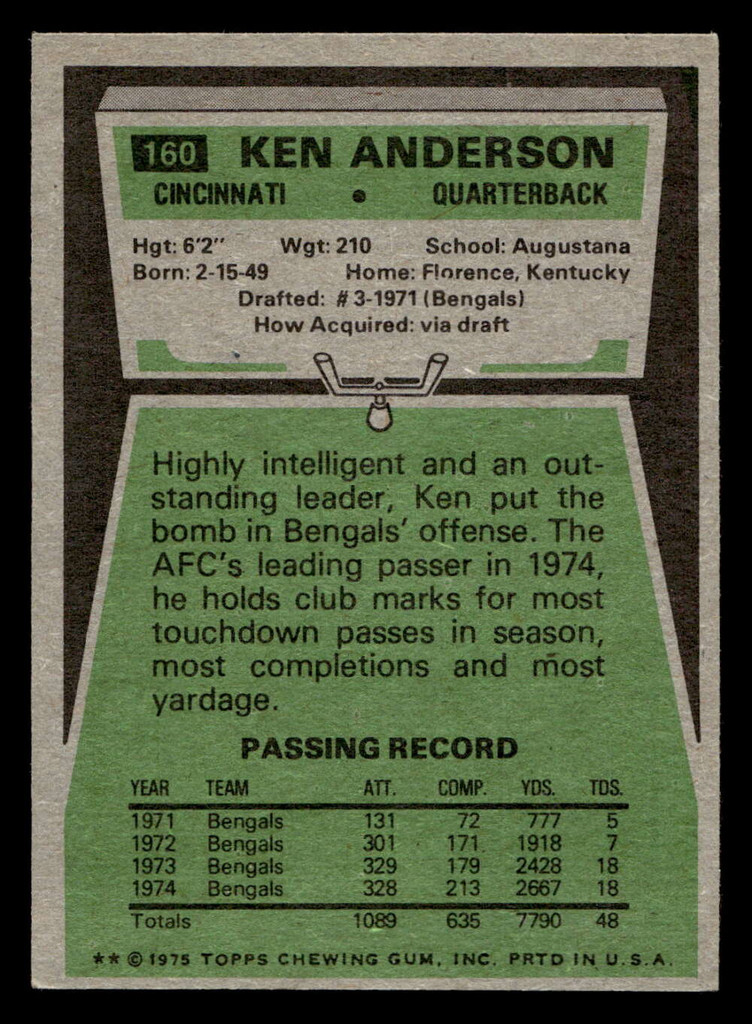 160 KEN ANDERSON
CINCINNATI • QUARTERBACK
Hgt: 6'2" Wgt: 210 School: Augustana
Born: 2-15-49 Home: Florence, Kentucky
Drafted: #3-1971 (Bengals)
How Acquired: via draft
Highly intelligent and an out-
standing leader, Ken put the
bomb in Bengals' offense. The
AFC's leading passer in 1974,
he holds club marks for most
touchdown passes in season,
most completions and most
yardage.
PASSING RECORD
YEAR TEAM ATT. COMP. YDS. TDS.
1971 Bengals 131 72 777 5
1972 Bengals 301 171 1918 7
1973 Bengals 329 179 2428 18
1974 Bengals 328 213 2667 18
Totals 1089 635 7790 48
** © 1975 TOPPS CHEWING GUM, INC. PRTD IN U.S.A.